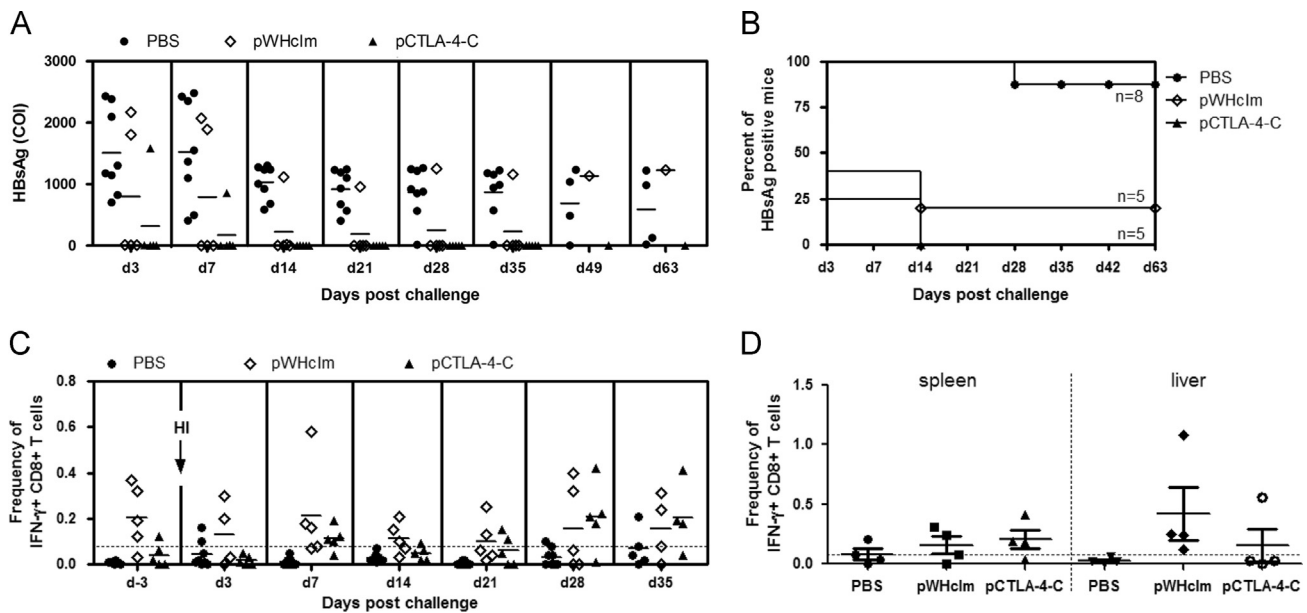 A
PBS
pWHcIm
pCTLA-4-C
3000
2000
1000
0
HBsAg (COI)
d3
d7
d14
d21
d28
d35
d49
d63
Days post challenge
B
100
75
50
25
0
Percent of
HBsAg positive mice
n=8
n=5
n=5
PBS
pWHcIm
pCTLA-4-C
d3
d7
d14
d21
d28
d35
d42
d63
Days post challenge
C
PBS
pWHcIm
pCTLA-4-C
0.8
0.6
0.4
0.2
0.0
Frequency of
IFN-γ+ CD8+ T cells
HI
d-3
d3
d7
d14
d21
d28
d35
Days post challenge
D
spleen
liver
1.5
1.0
0.5
0.0
Frequency of
IFN-γ+ CD8+ T cells
PBS
pWHcIm
pCTLA-4-C
PBS
pWHcIm
pCTLA-4-C